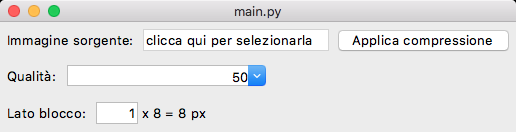 main.py
Immagine sorgente: clicca qui per selezionarla Applica compressione
Qualità: 50
Lato blocco: 1 x 8 = 8 px